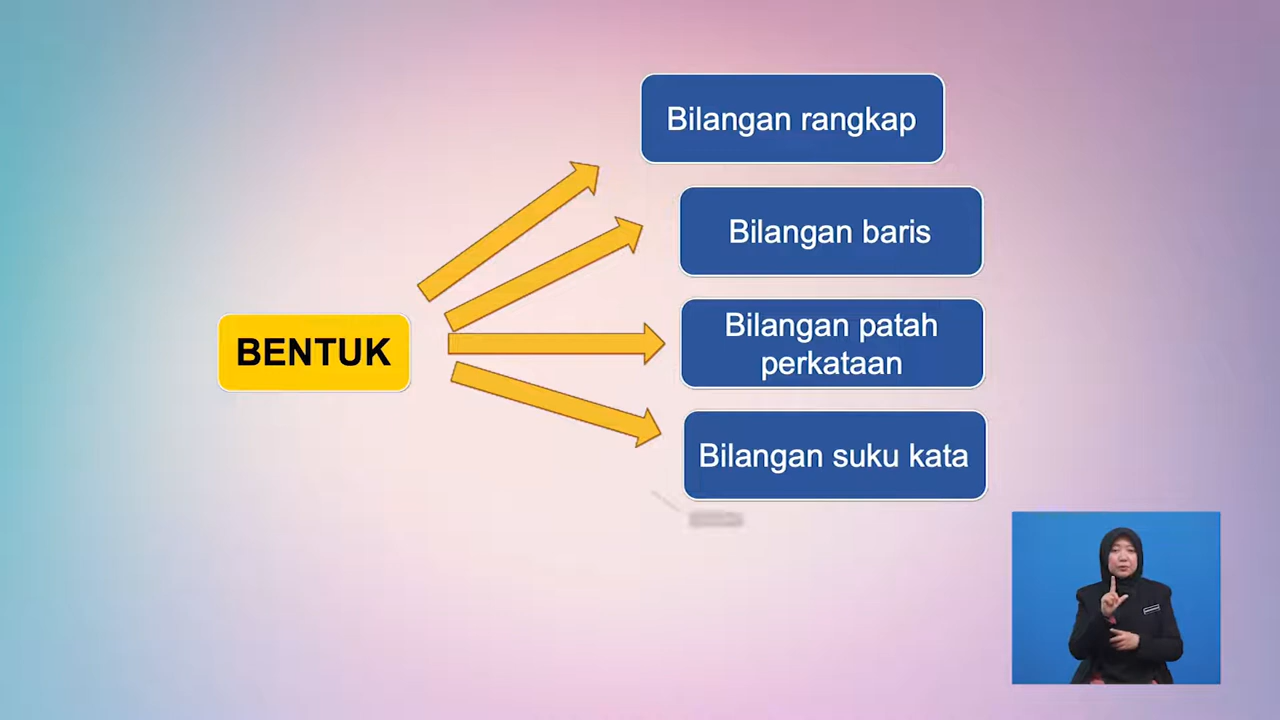 Bilangan rangkap
Bilangan baris
BENTUK
Bilangan patah
perkataan
Bilangan suku kata